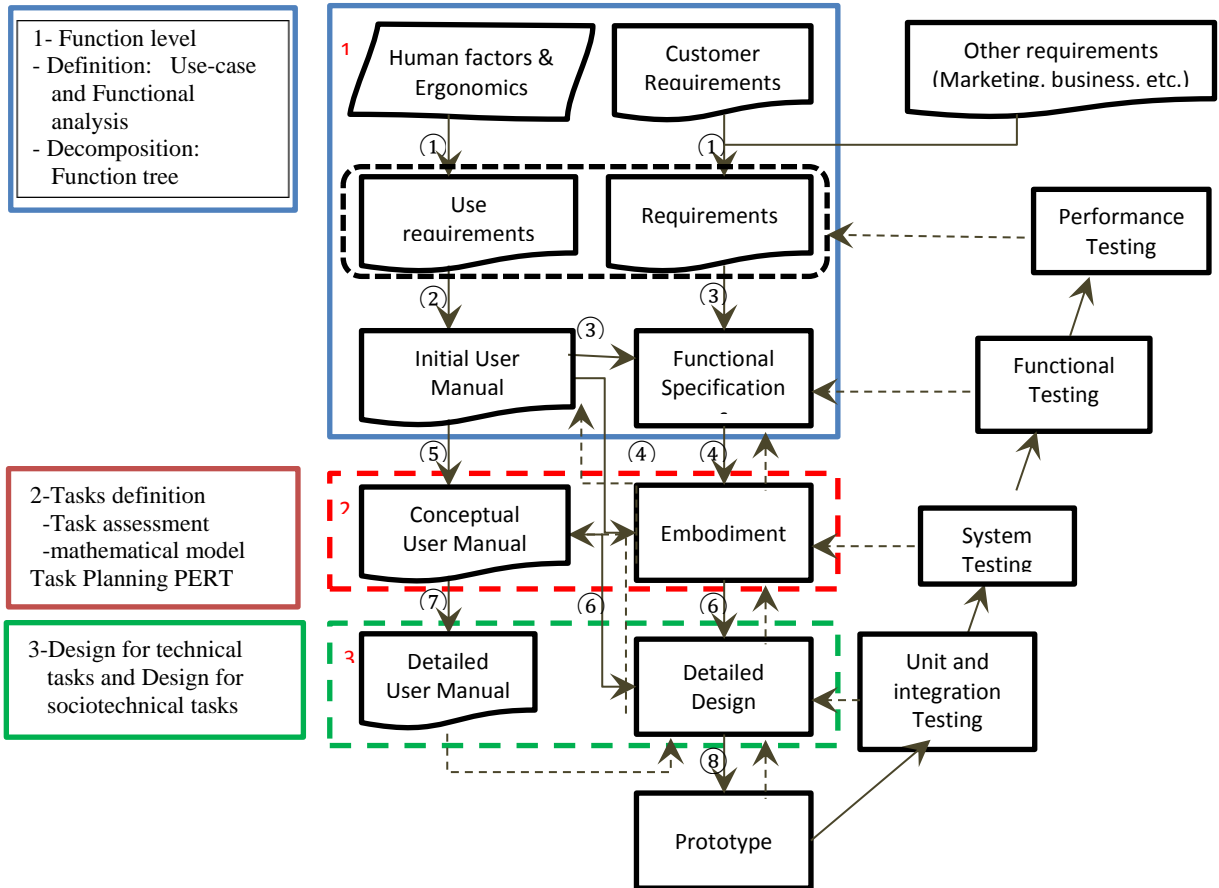 1- Function level
- Definition: Use-case
and Functional
analysis
- Decomposition:
Function tree
1
Human factors &
Ergonomics
Customer
Requirements
Other requirements
(Marketing, business, etc.)
①
①
Use
requirements
Requirements
Performance
Testing
②
③
③
Initial User
Manual
Functional
Specification
Functional
Testing
⑤
④
④
2-Tasks definition
-Task assessment
-mathematical model
Task Planning PERT
2
Conceptual
User Manual
Embodiment
System
Testing
⑦
⑥
⑥
3-Design for technical
tasks and Design for
sociotechnical tasks
3
Detailed
User Manual
Detailed
Design
Unit and
integration
Testing
⑧
Prototype